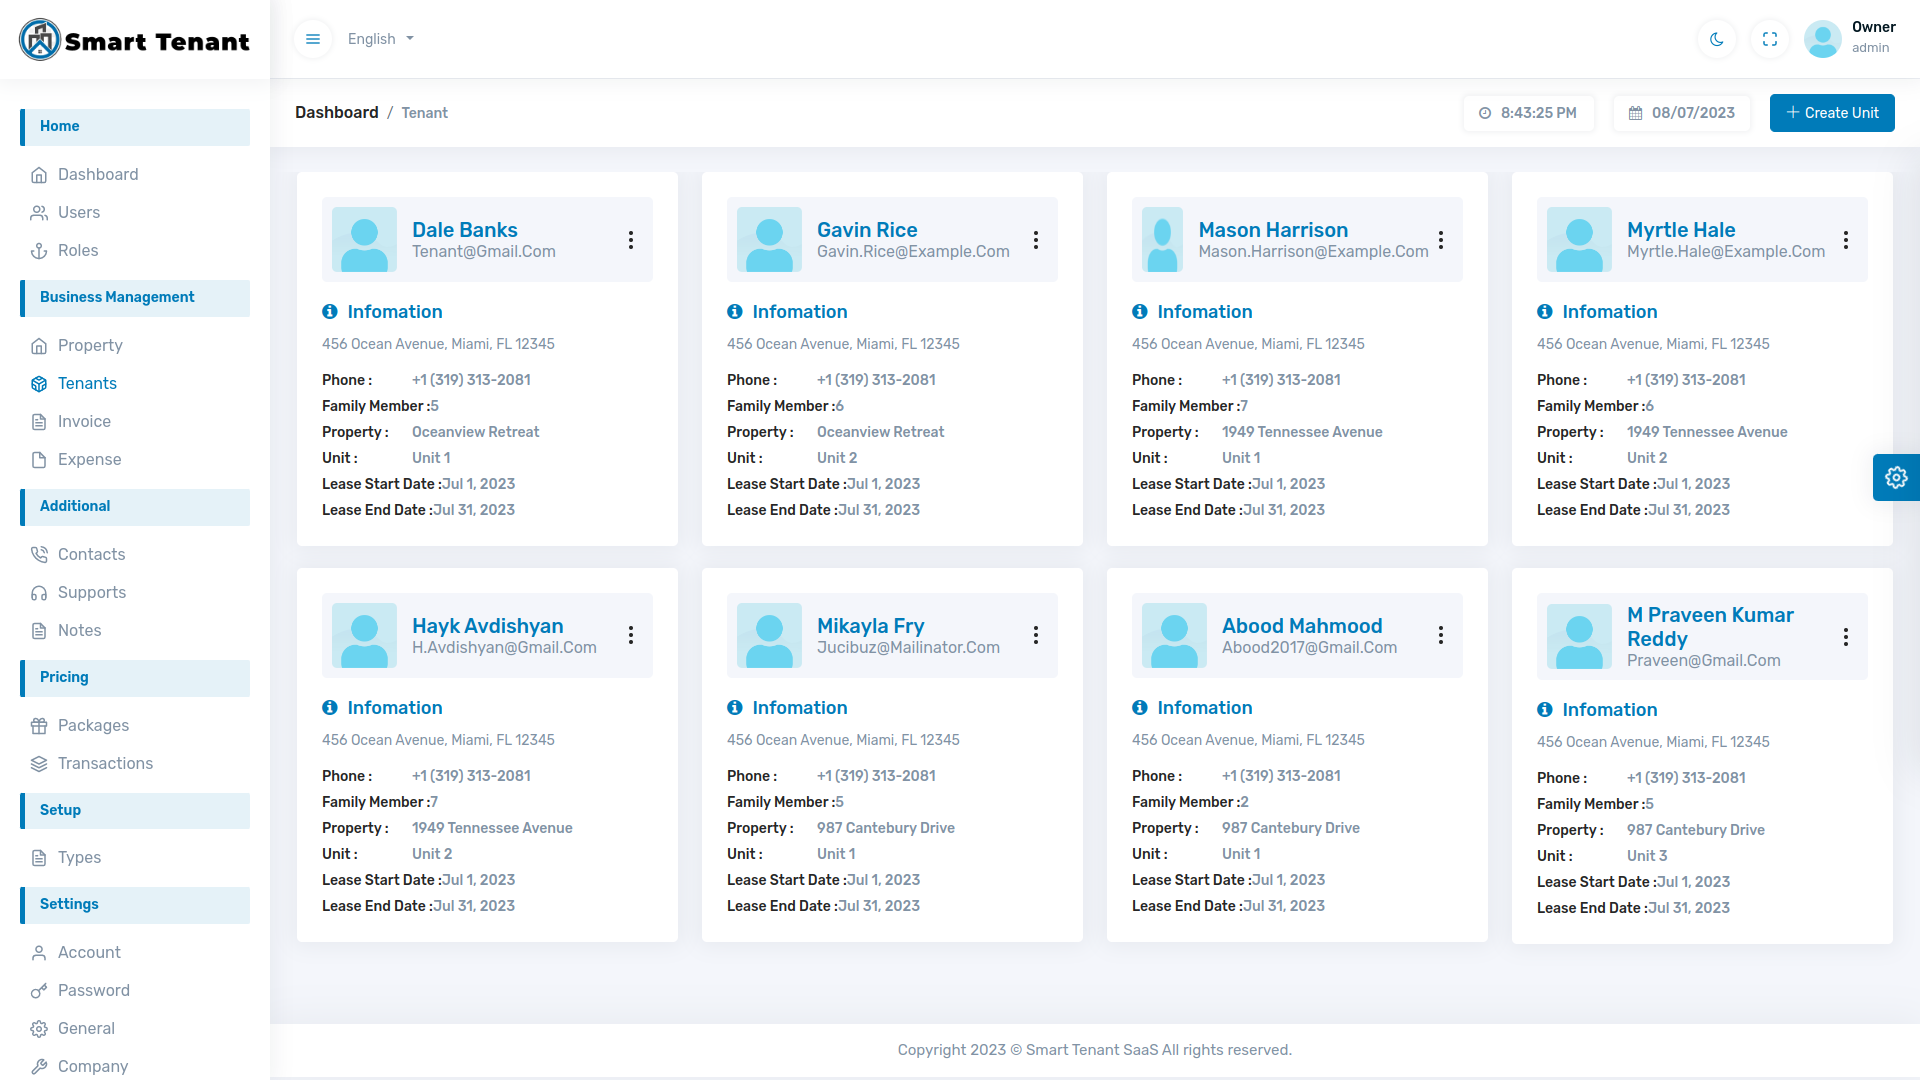 Smart Tenant
English
Owner
admin
Dashboard / Tenant
8:43:25 PM
08/07/2023
Create Unit
Home
Dashboard
Users
Roles
Business Management
Property
Tenants
Invoice
Expense
Additional
Contacts
Supports
Notes
Pricing
Packages
Transactions
Setup
Types
Settings
Account
Password
General
Company
Dale Banks
Tenant@Gmail.Com
Infomation
456 Ocean Avenue, Miami, FL 12345
Phone : +1 (319) 313-2081
Family Member :5
Property : Oceanview Retreat
Unit : Unit 1
Lease Start Date :Jul 1, 2023
Lease End Date :Jul 31, 2023
Gavin Rice
Gavin.Rice@Example.Com
Infomation
456 Ocean Avenue, Miami, FL 12345
Phone : +1 (319) 313-2081
Family Member :6
Property : Oceanview Retreat
Unit : Unit 2
Lease Start Date :Jul 1, 2023
Lease End Date :Jul 31, 2023
Mason Harrison
Mason.Harrison@Example.Com
Infomation
456 Ocean Avenue, Miami, FL 12345
Phone : +1 (319) 313-2081
Family Member :7
Property : 1949 Tennessee Avenue
Unit : Unit 1
Lease Start Date :Jul 1, 2023
Lease End Date :Jul 31, 2023
Myrtle Hale
Myrtle.Hale@Example.Com
Infomation
456 Ocean Avenue, Miami, FL 12345
Phone : +1 (319) 313-2081
Family Member :6
Property : 1949 Tennessee Avenue
Unit : Unit 2
Lease Start Date :Jul 1, 2023
Lease End Date :Jul 31, 2023
Hayk Avdishyan
H.Avdishyan@Gmail.Com
Infomation
456 Ocean Avenue, Miami, FL 12345
Phone : +1 (319) 313-2081
Family Member :7
Property : 1949 Tennessee Avenue
Unit : Unit 2
Lease Start Date :Jul 1, 2023
Lease End Date :Jul 31, 2023
Mikayla Fry
Jucibuz@Mailinator.Com
Infomation
456 Ocean Avenue, Miami, FL 12345
Phone : +1 (319) 313-2081
Family Member :5
Property : 987 Cantebury Drive
Unit : Unit 1
Lease Start Date :Jul 1, 2023
Lease End Date :Jul 31, 2023
Abood Mahmood
Abood2017@Gmail.Com
Infomation
456 Ocean Avenue, Miami, FL 12345
Phone : +1 (319) 313-2081
Family Member :2
Property : 987 Cantebury Drive
Unit : Unit 1
Lease Start Date :Jul 1, 2023
Lease End Date :Jul 31, 2023
M Praveen Kumar
Reddy
Praveen@Gmail.Com
Infomation
456 Ocean Avenue, Miami, FL 12345
Phone : +1 (319) 313-2081
Family Member :5
Property : 987 Cantebury Drive
Unit : Unit 3
Lease Start Date :Jul 1, 2023
Lease End Date :Jul 31, 2023
Copyright 2023 © Smart Tenant SaaS All rights reserved.